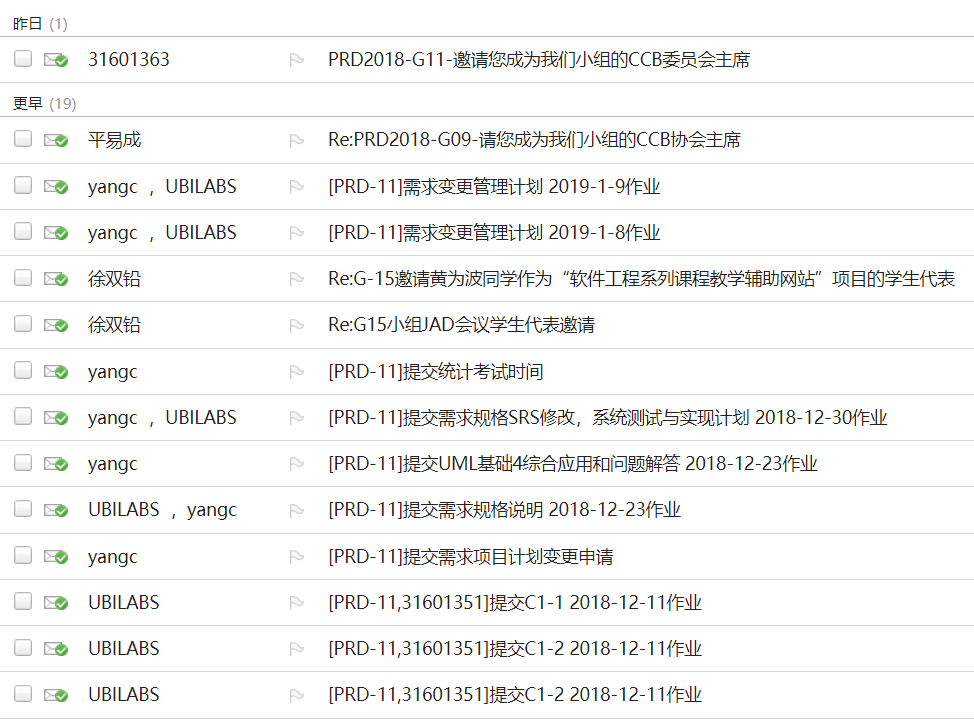 昨日 (1)
31601363 PRD2018-G11-邀请您成为我们小组的CCB委员会主席
更早 (19)
平易成 Re:PRD2018-G09-请您成为我们小组的CCB协会主席
yangc , UBILABS [PRD-11]需求变更管理计划 2019-1-9作业
yangc , UBILABS [PRD-11]需求变更管理计划 2019-1-8作业
徐双铅 Re:G-15邀请黄为波同学作为“软件工程系列课程教学辅助网站”项目的学生代表
徐双铅 Re:G15小组JAD会议学生代表邀请
yangc [PRD-11]提交统计考试时间
yangc , UBILABS [PRD-11]提交需求规格SRS修改，系统测试与实现计划 2018-12-30作业
yangc [PRD-11]提交UML基础4综合应用和问题解答 2018-12-23作业
UBILABS , yangc [PRD-11]提交需求规格说明 2018-12-23作业
yangc [PRD-11]提交需求项目计划变更申请
UBILABS [PRD-11,31601351]提交C1-1 2018-12-11作业
UBILABS [PRD-11,31601351]提交C1-2 2018-12-11作业
UBILABS [PRD-11,31601351]提交C1-2 2018-12-11作业